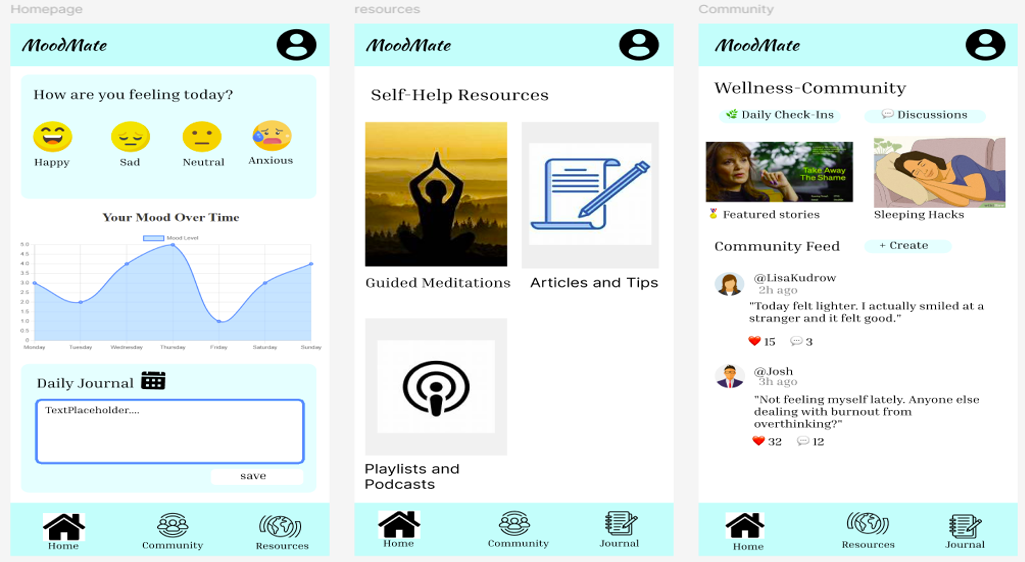 Homepage
MoodMate
How are you feeling today?
Happy
Sad
Neutral
Anxious
Your Mood Over Time
Mood Level
5.0
4.5
4.0
3.5
3.0
2.5
2.0
1.5
1.0
0.5
0
Monday
Tuesday
Wednesday
Thursday
Friday
Saturday
Sunday
Daily Journal
TextPlaceholder....
save
Home
Community
Resources
resources
MoodMate
Self-Help Resources
Guided Meditations
Articles and Tips
Playlists and
Podcasts
Home
Community
Journal
Community
MoodMate
Wellness-Community
Daily Check-Ins
Discussions
Take Away
The Shame
Featured stories
Sleeping Hacks
Community Feed
+ Create
@LisaKudrow
2h ago
"Today felt lighter. I actually smiled at a
stranger and it felt good."
15
3
@Josh
3h ago
"Not feeling myself lately. Anyone else
dealing with burnout from
overthinking?"
32
12
Home
Resources
Journal